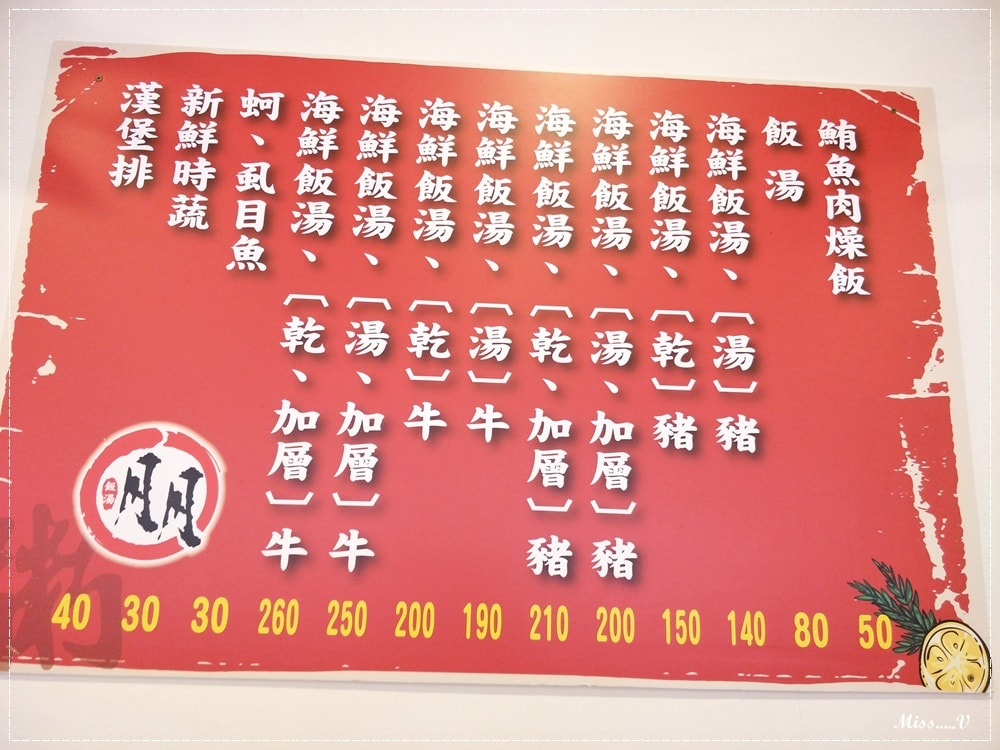 鮪魚肉燥飯
飯湯
海鮮飯湯、〔湯〕豬
海鮮飯湯、〔乾〕豬
海鮮飯湯、〔湯、加層〕豬
海鮮飯湯、〔乾、加層〕豬
海鮮飯湯、〔湯〕牛
海鮮飯湯、〔乾〕牛
海鮮飯湯、〔湯、加層〕牛
海鮮飯湯、〔乾、加層〕牛
蚵、虱目魚
新鮮時蔬
漢堡排
飯湯
朋
40 30 30 260 250 200 190 210 200 150 140 80 50
Miss.....V